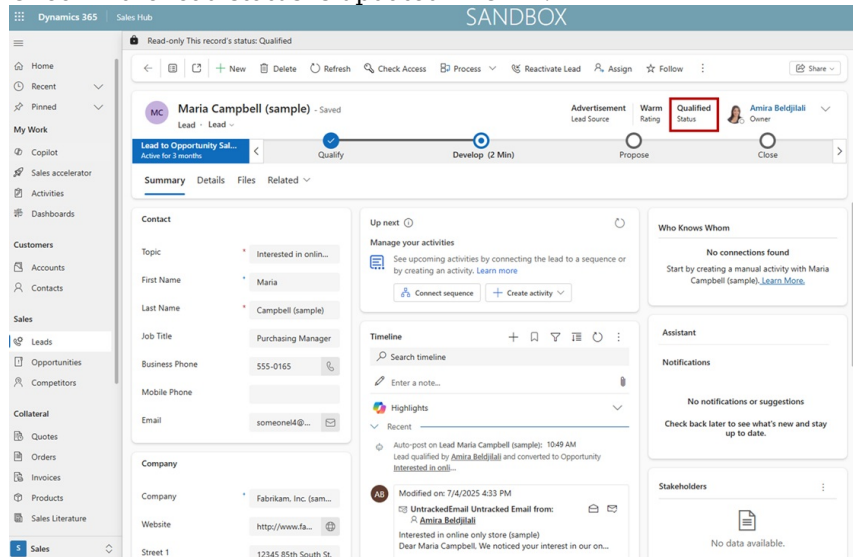 Dynamics 365 Sales Hub SANDBOX
Read-only This record's status: Qualified
Home
Recent
Pinned
My Work
Copilot
Sales accelerator
Activities
Dashboards
Customers
Accounts
Contacts
Sales
Leads
Opportunities
Competitors
Collateral
Quotes
Orders
Invoices
Products
Sales Literature
S Sales
New Delete Refresh Check Access Process Reactivate Lead Assign Follow Share
MC Maria Campbell (sample) - Saved
Lead · Lead
Advertisement
Lead Source
Warm
Rating
Qualified
Status
Amira Beldjilali
Owner
Lead to Opportunity Sal...
Active for 3 months
Qualify
Develop (2 Min)
Propose
Close
Summary Details Files Related
Contact
Topic * Interested in onlin...
First Name * Maria
Last Name * Campbell (sample)
Job Title Purchasing Manager
Business Phone 555-0165
Mobile Phone
Email someone14@...
Company
Company * Fabrikam, Inc. (sam...
Website http://www.fa...
Street 1 12345 85th South St.
Up next
Manage your activities
See upcoming activities by connecting the lead to a sequence or
by creating an activity. Learn more
Connect sequence Create activity
Timeline
Search timeline
Enter a note...
Highlights
Recent
Auto-post on Lead Maria Campbell (sample): 10:49 AM
Lead qualified by Amira Beldjilali and converted to Opportunity
Interested in onli...
AB Modified on: 7/4/2025 4:33 PM
UntrackedEmail Untracked Email from:
Amira Beldjilali
Interested in online only store (sample)
Dear Maria Campbell. We noticed your interest in our on...
Who Knows Whom
No connections found
Start by creating a manual activity with Maria
Campbell (sample). Learn More.
Assistant
Notifications
No notifications or suggestions
Check back later to see what's new and stay
up to date.
Stakeholders
No data available.